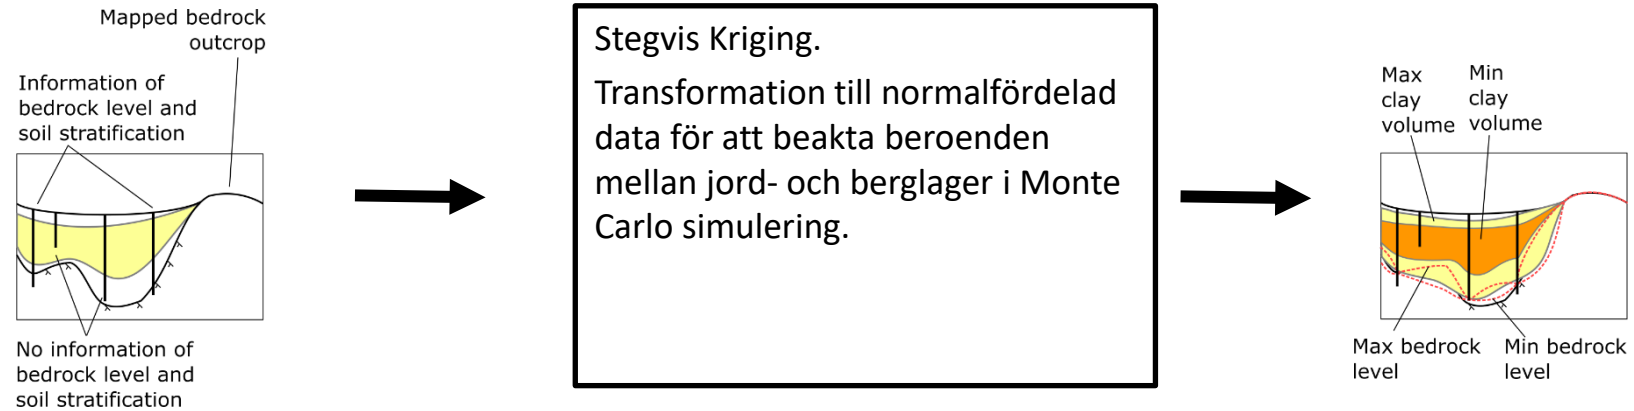 Mapped bedrock
outcrop
Information of
bedrock level and
soil stratification
No information of
bedrock level and
soil stratification
Stegvis Kriging.
Transformation till normalfördelad
data för att beakta beroenden
mellan jord- och berglager i Monte
Carlo simulering.
Max
clay
volume
Min
clay
volume
Max bedrock
level
Min bedrock
level